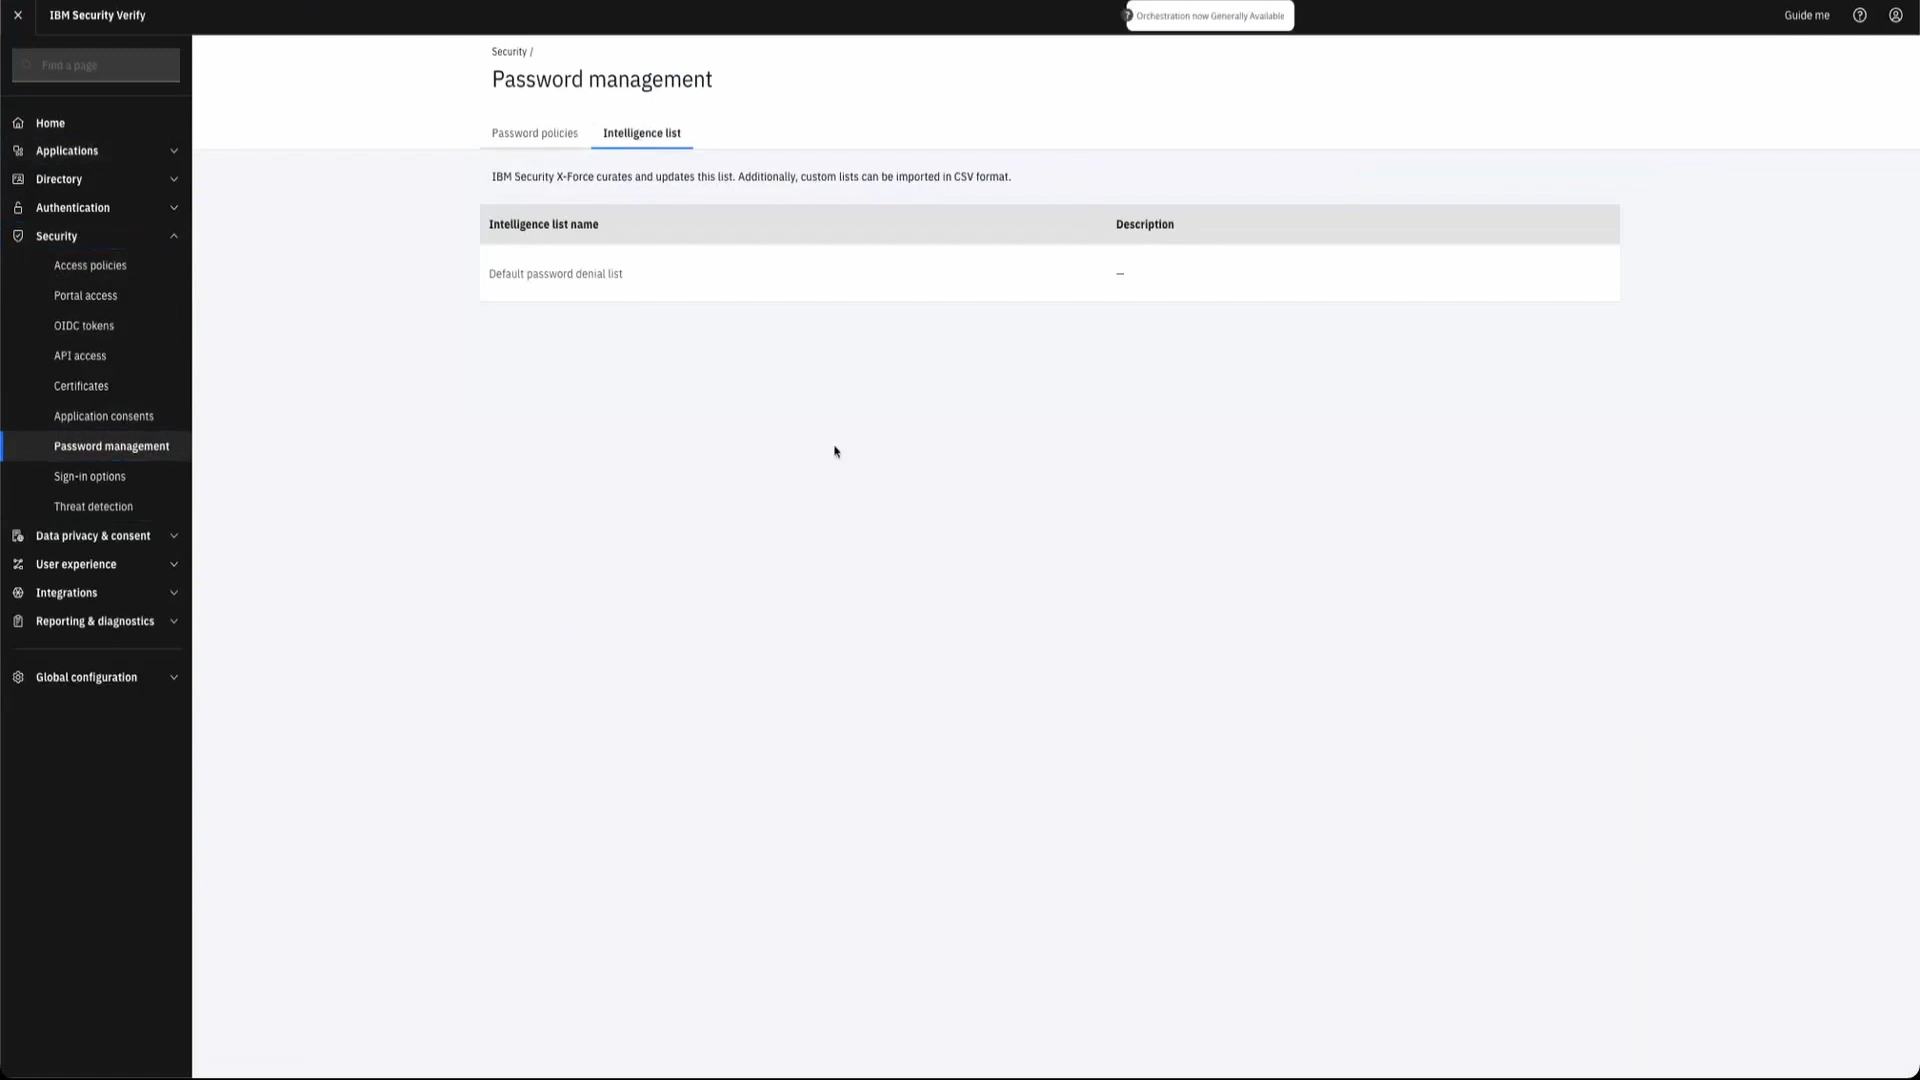 IBM Security Verify
Orchestration now Generally Available
Guide me
Find a page
Home
Applications
Directory
Authentication
Security
Access policies
Portal access
OIDC tokens
API access
Certificates
Application consents
Password management
Sign-in options
Threat detection
Data privacy & consent
User experience
Integrations
Reporting & diagnostics
Global configuration
Security /
Password management
Password policies Intelligence list
IBM Security X-Force curates and updates this list. Additionally, custom lists can be imported in CSV format.
Intelligence list name Description
Default password denial list —